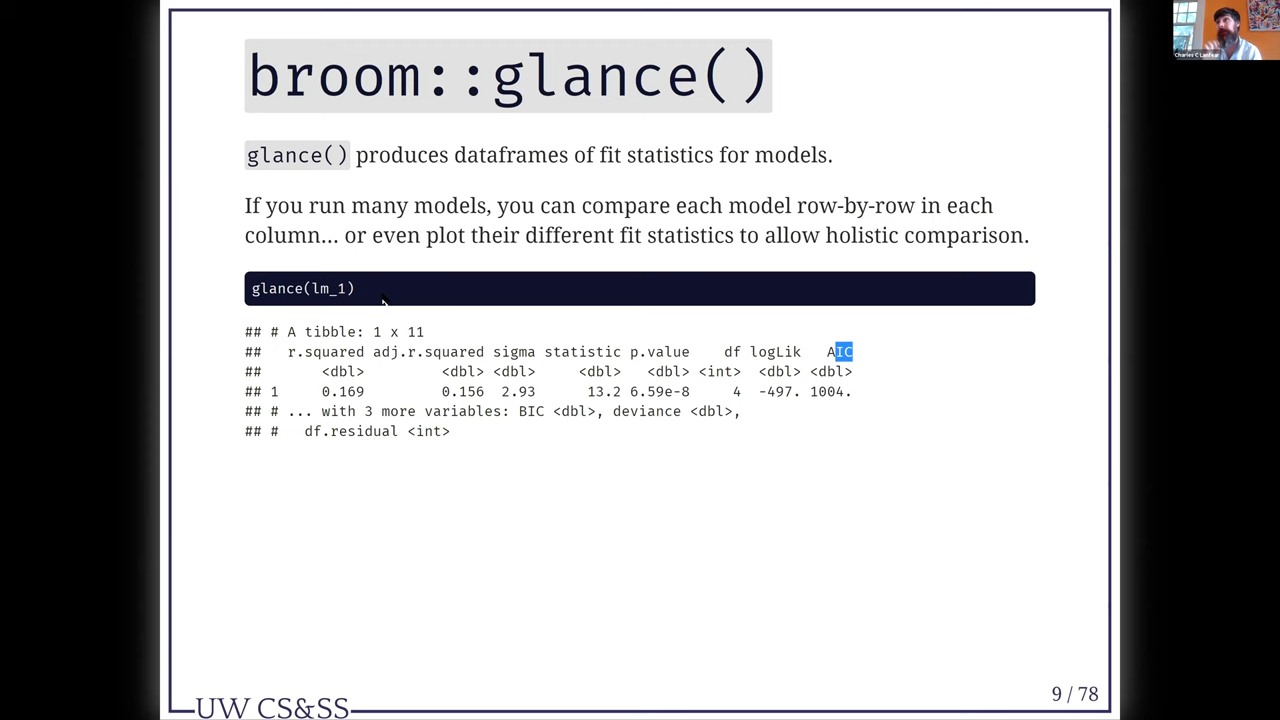 broom::glance()
glance() produces dataframes of fit statistics for models.
If you run many models, you can compare each model row-by-row in each
column... or even plot their different fit statistics to allow holistic comparison.
glance(lm_1)
## # A tibble: 1 x 11
##   r.squared adj.r.squared sigma statistic p.value    df logLik   AIC
##       <dbl>         <dbl> <dbl>     <dbl>   <dbl> <int>  <dbl> <dbl>
## 1     0.169         0.156  2.93      13.2 6.59e-8     4  -497. 1004.
## # ... with 3 more variables: BIC <dbl>, deviance <dbl>,
## #   df.residual <int>
UW CS&SS
9 / 78
Charles C Lanfear